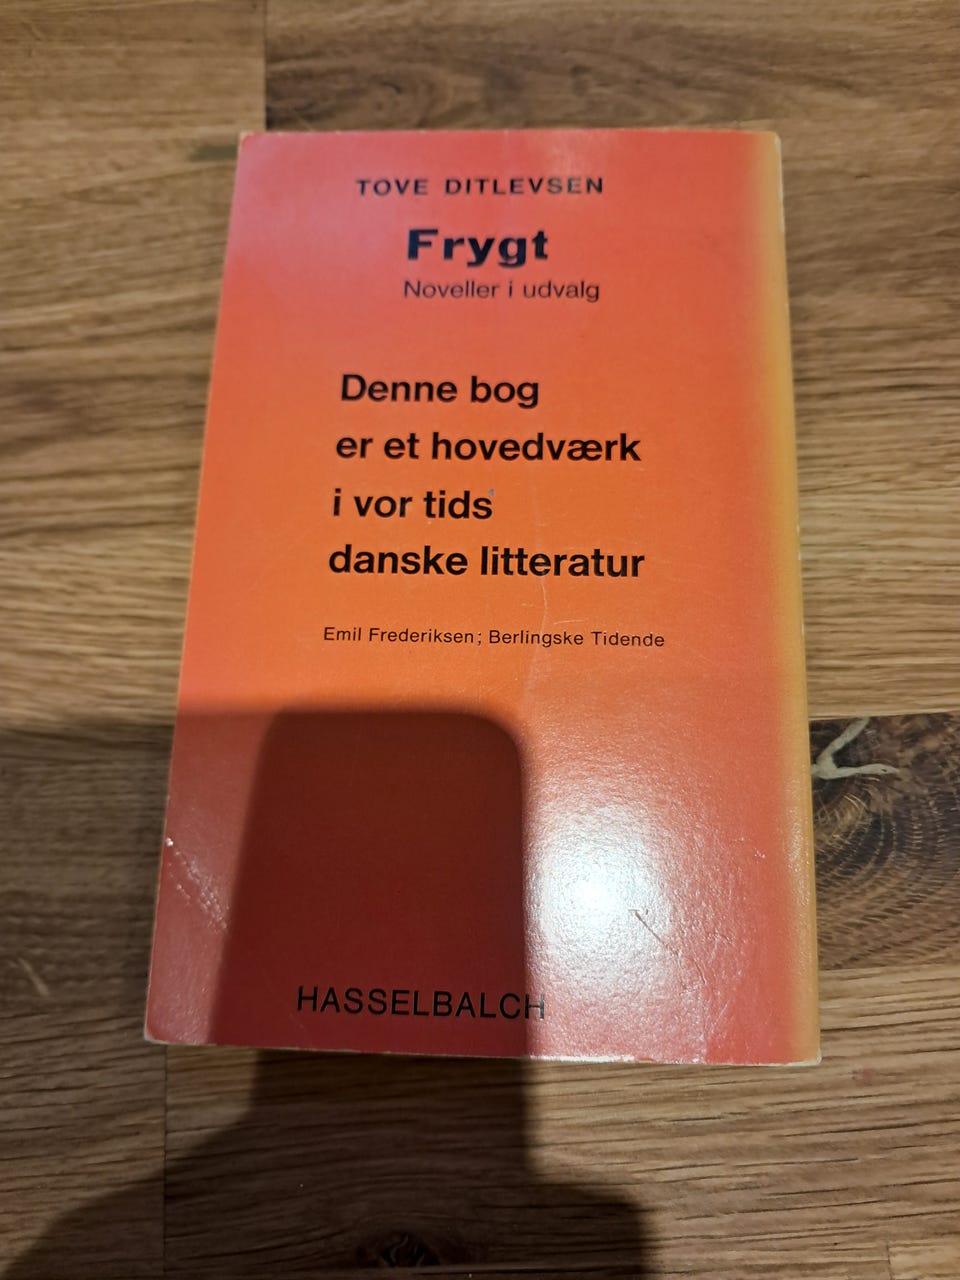 TOVE DITLEVSEN
Frygt
Noveller i udvalg
Denne bog
er et hovedværk
i vor tids
danske litteratur
Emil Frederiksen; Berlingske Tidende
HASSELBALCH